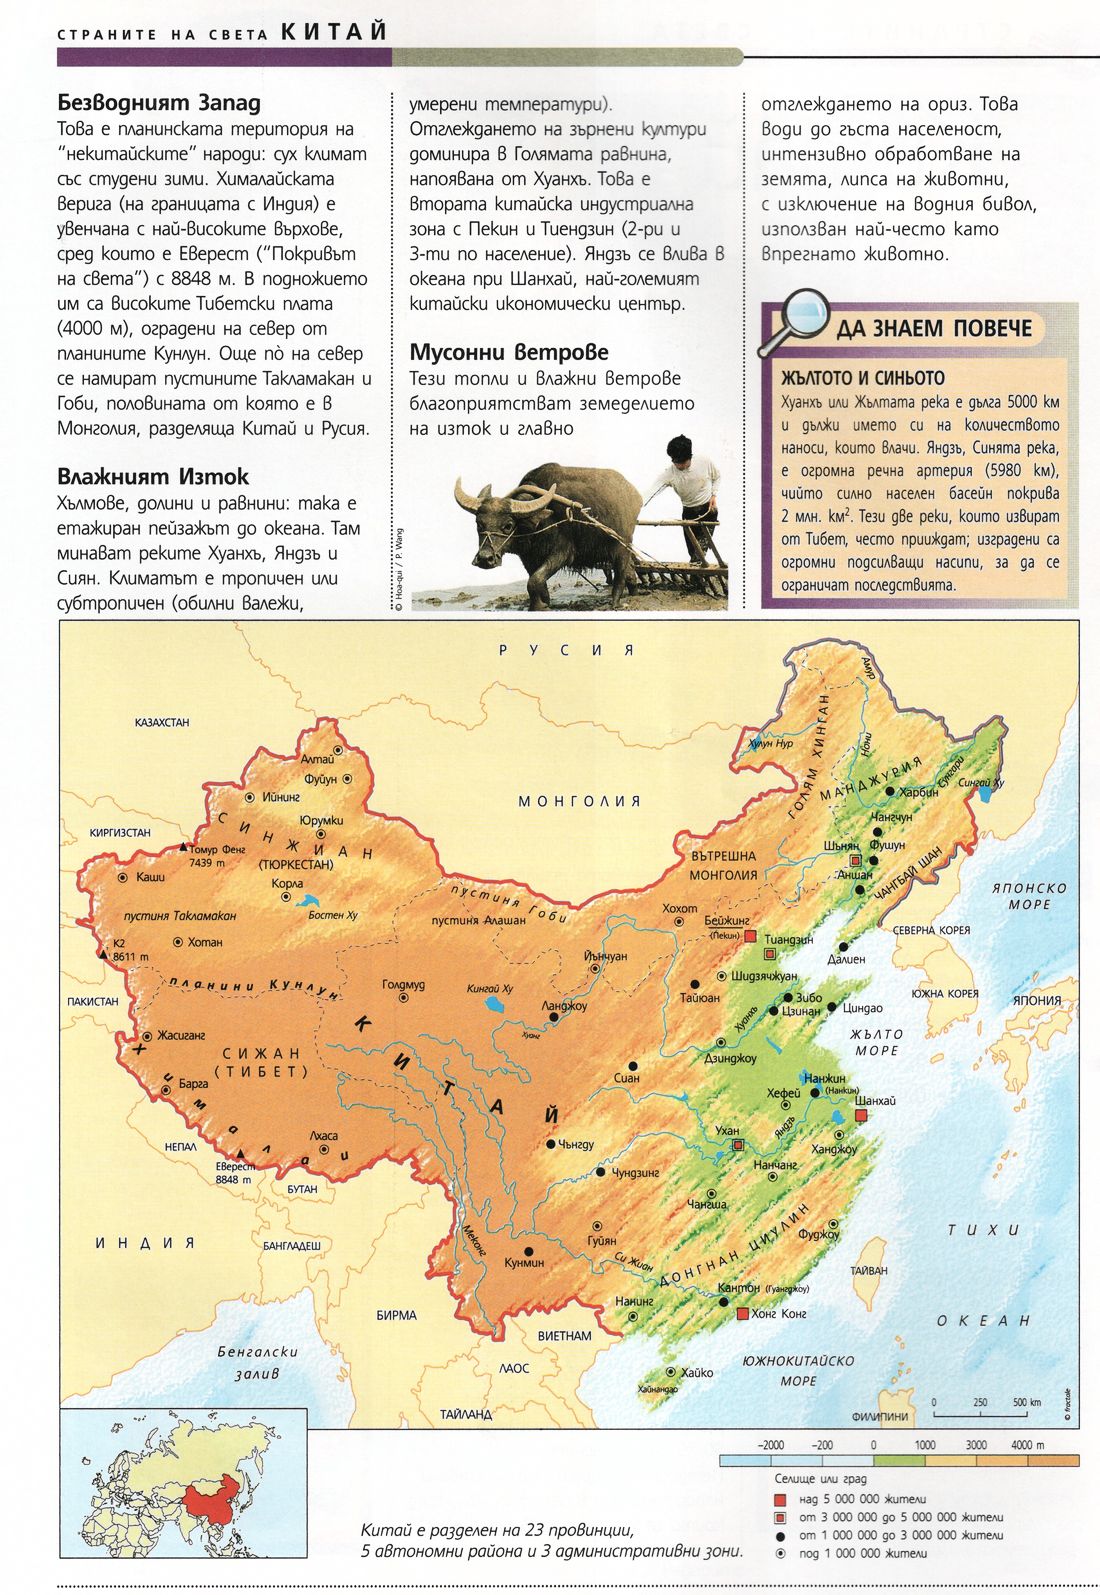 СТРАНИТЕ НА СВЕТА КИТАЙ
Безводният Запад
Това е планинската територия на
“некитайските” народи: сух климат
със студени зими. Хималайската
верига (на границата с Индия) е
увенчана с най-високите върхове,
сред които е Еверест (“Покривът
на света”) с 8848 м. В подножието
им са високите Тибетски плата
(4000 м), оградени на север от
планините Кунлун. Още пò на север
се намират пустините Такламакан и
Гоби, половината от която е в
Монголия, разделяща Китай и Русия.
Влажният Изток
Хълмове, долини и равнини: така е
етажиран пейзажът до океана. Там
минават реките Хуанхъ, Яндзъ и
Сиян. Климатът е тропичен или
субтропичен (обилни валежи,
умерени температури).
Отглеждането на зърнени култури
доминира в Голямата равнина,
напоявана от Хуанхъ. Това е
втората китайска индустриална
зона с Пекин и Тиендзин (2-ри и
3-ти по население). Яндзъ се влива в
океана при Шанхай, най-големият
китайски икономически център.
Мусонни ветрове
Тези топли и влажни ветрове
благоприятстват земеделието
на изток и главно
© Hoa-qui / P. Wang
отглеждането на ориз. Това
води до гъста населеност,
интензивно обработване на
земята, липса на животни,
с изключение на водния бивол,
използван най-често като
впрегнато животно.
ДА ЗНАЕМ ПОВЕЧЕ
ЖЪЛТОТО И СИНЬОТО
Хуанхъ или Жълтата река е дълга 5000 км
и дължи името си на количеството
наноси, които влачи. Яндзъ, Синята река,
е огромна речна артерия (5980 км),
чийто силно населен басейн покрива
2 млн. км². Тези две реки, които извират
от Тибет, често прииждат; изградени са
огромни подсилващи насипи, за да се
ограничат последствията.
РУСИЯ
КАЗАХСТАН
Амур
Хулун Нур
ГОЛЯМ ХИНГАН
Нони
МАНДЖУРИЯ
Сунгари
Сингай Ху
Харбин
Алтай
Фуйун
Ийнинг
МОНГОЛИЯ
СИНЖИАН
(ТЮРКЕСТАН)
Юрумки
Чангчун
КИРГИЗСТАН
Томур Фенг
7439 m
Шънян
Фушун
Аншан
ЧАНГБАЙ ШАН
ВЪТРЕШНА
МОНГОЛИЯ
Каши
Корла
Бостен Ху
пустиня Гоби
пустиня Алашан
пустиня Такламакан
Хохот
Бейжинг
(Пекин)
Тиандзин
ЯПОНСКО
МОРЕ
СЕВЕРНА КОРЕЯ
Далиен
K2
8611 m
Хотан
Йънчуан
Шидзячжуан
планини Кунлун
Голмуд
Кингай Ху
Ланджоу
Хуанг
Тайюан
Зибо
Цзинан
Циндао
ЮЖНА КОРЕЯ
ЯПОНИЯ
ПАКИСТАН
Хуанхъ
ЖЪЛТО
МОРЕ
Жасиганг
СИЖАН
(ТИБЕТ)
КИТАЙ
Дзинджоу
Сиан
Барга
Хималаи
Хефей
Нанжин
(Нанкин)
Шанхай
Яндзъ
Ухан
Ханджоу
НЕПАЛ
Лхаса
Чънгду
Чундзинг
Нанчанг
Еверест
8848 m
БУТАН
Чангша
ИНДИЯ
БАНГЛАДЕШ
Меконг
Гуйян
Кунмин
Си Жиан
ДОНГНАН ЦИУЛИН
Фуджоу
ТИХИ
ОКЕАН
ТАЙВАН
Кантон (Гуангджоу)
Хонг Конг
Нанинг
БИРМА
ВИЕТНАМ
Бенгалски
залив
ЛАОС
Хайко
Хайнандао
ЮЖНОКИТАЙСКО
МОРЕ
ТАЙЛАНД
ФИЛИПИНИ
0 250 500 km
© fractale
−2000 −200 0 1000 3000 4000 m
Селище или град
над 5 000 000 жители
от 3 000 000 до 5 000 000 жители
от 1 000 000 до 3 000 000 жители
под 1 000 000 жители
Китай е разделен на 23 провинции,
5 автономни района и 3 административни зони.